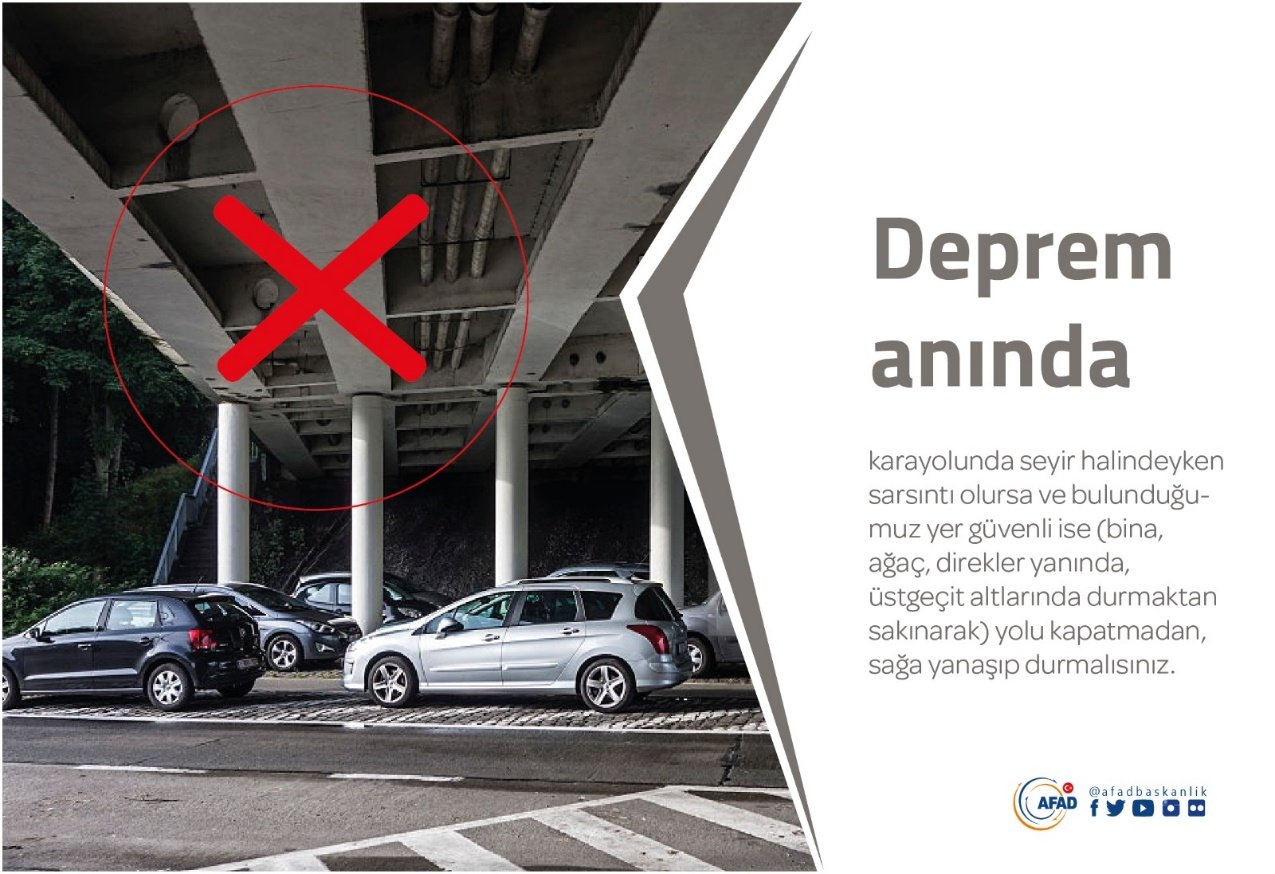 Deprem
anında
karayolunda seyir halindeyken
sarsıntı olursa ve bulunduğu-
muz yer güvenli ise (bina,
ağaç, direkler yanında,
üstgeçit altlarında durmaktan
sakınarak) yolu kapatmadan,
sağa yanaşıp durmalısınız.
@afadbaskanlik
AFAD